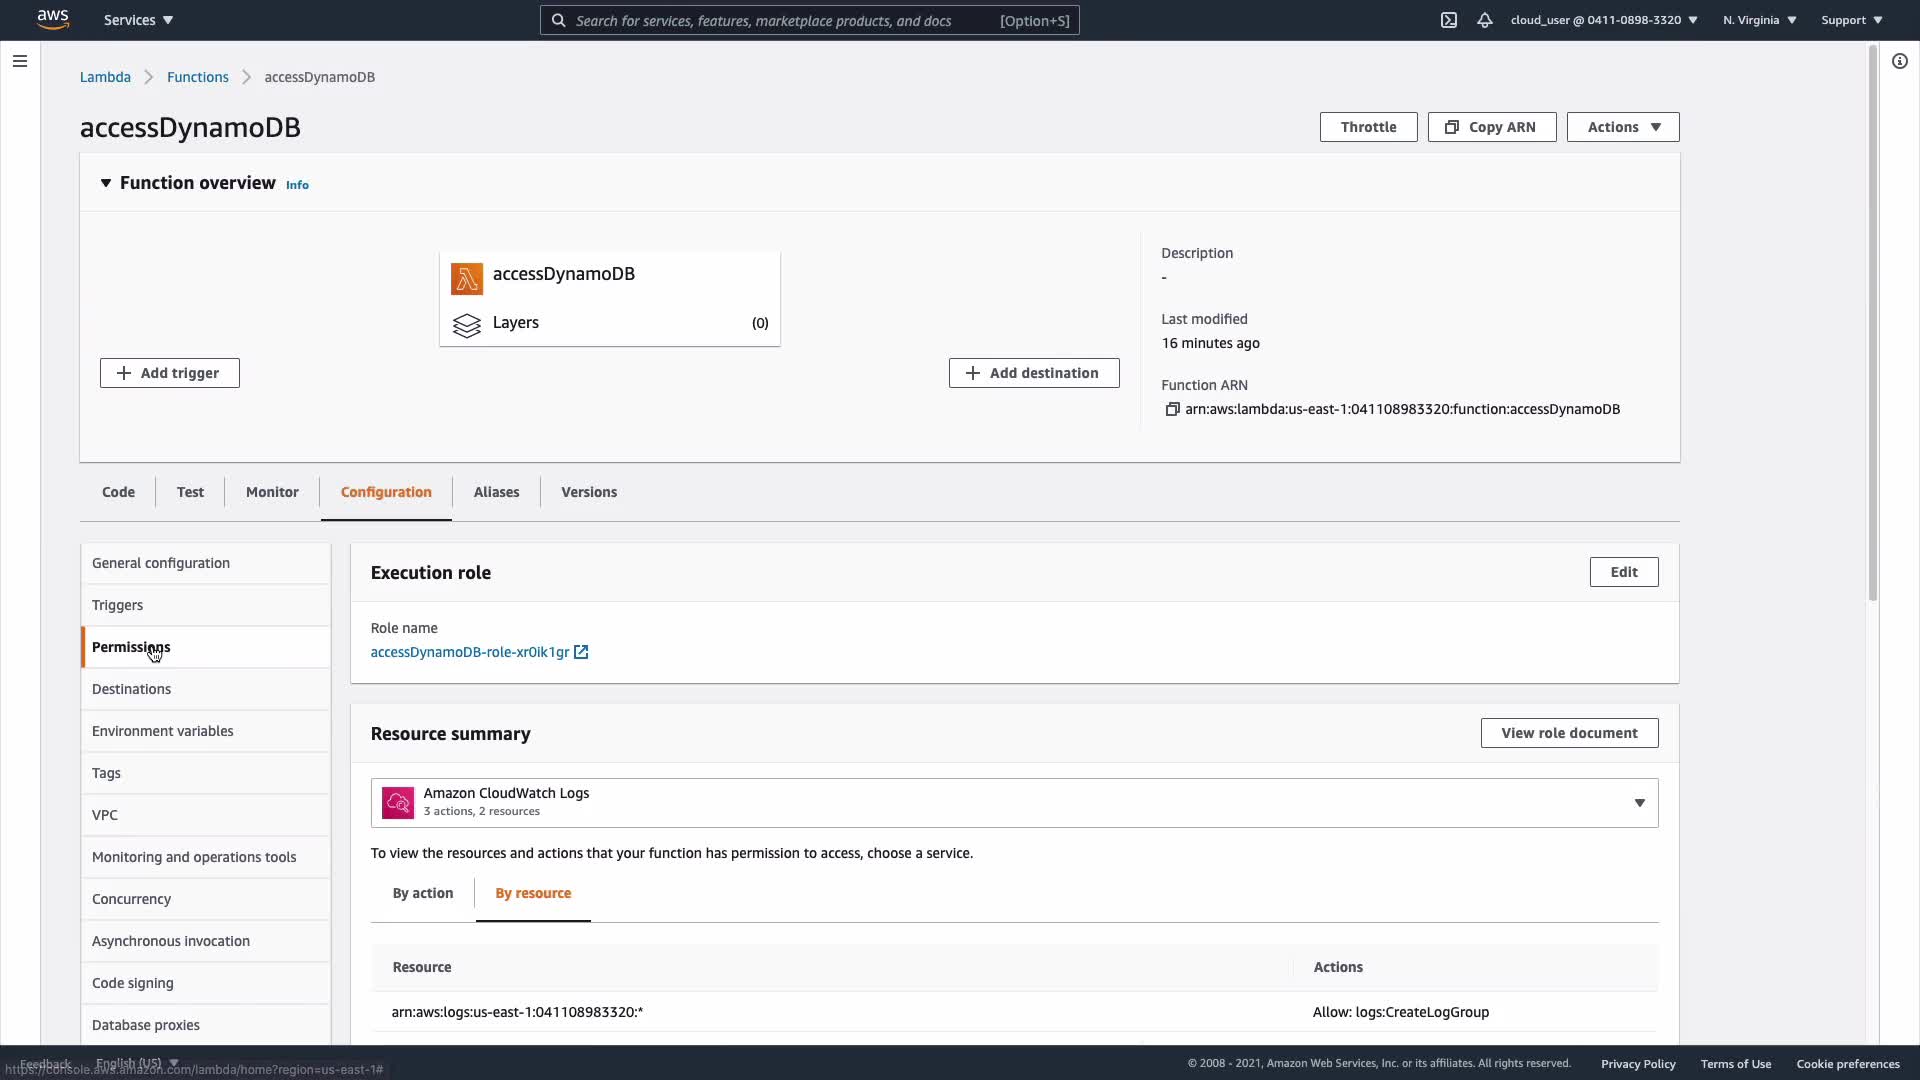 aws
Services
Search for services, features, marketplace products, and docs
[Option+S]
cloud_user @ 0411-0898-3320
N. Virginia
Support
Lambda
Functions
accessDynamoDB
accessDynamoDB
Throttle
Copy ARN
Actions
Function overview
Info
accessDynamoDB
Layers
(0)
Add trigger
Add destination
Description
-
Last modified
16 minutes ago
Function ARN
arn:aws:lambda:us-east-1:041108983320:function:accessDynamoDB
Code
Test
Monitor
Configuration
Aliases
Versions
General configuration
Triggers
Permissions
Destinations
Environment variables
Tags
VPC
Monitoring and operations tools
Concurrency
Asynchronous invocation
Code signing
Database proxies
Execution role
Edit
Role name
accessDynamoDB-role-xr0ik1gr
Resource summary
View role document
Amazon CloudWatch Logs
3 actions, 2 resources
To view the resources and actions that your function has permission to access, choose a service.
By action
By resource
Resource
Actions
arn:aws:logs:us-east-1:041108983320:*
Allow: logs:CreateLogGroup
Feedback
English (US)
https://console.aws.amazon.com/lambda/home?region=us-east-1#
© 2008 - 2021, Amazon Web Services, Inc. or its affiliates. All rights reserved.
Privacy Policy
Terms of Use
Cookie preferences